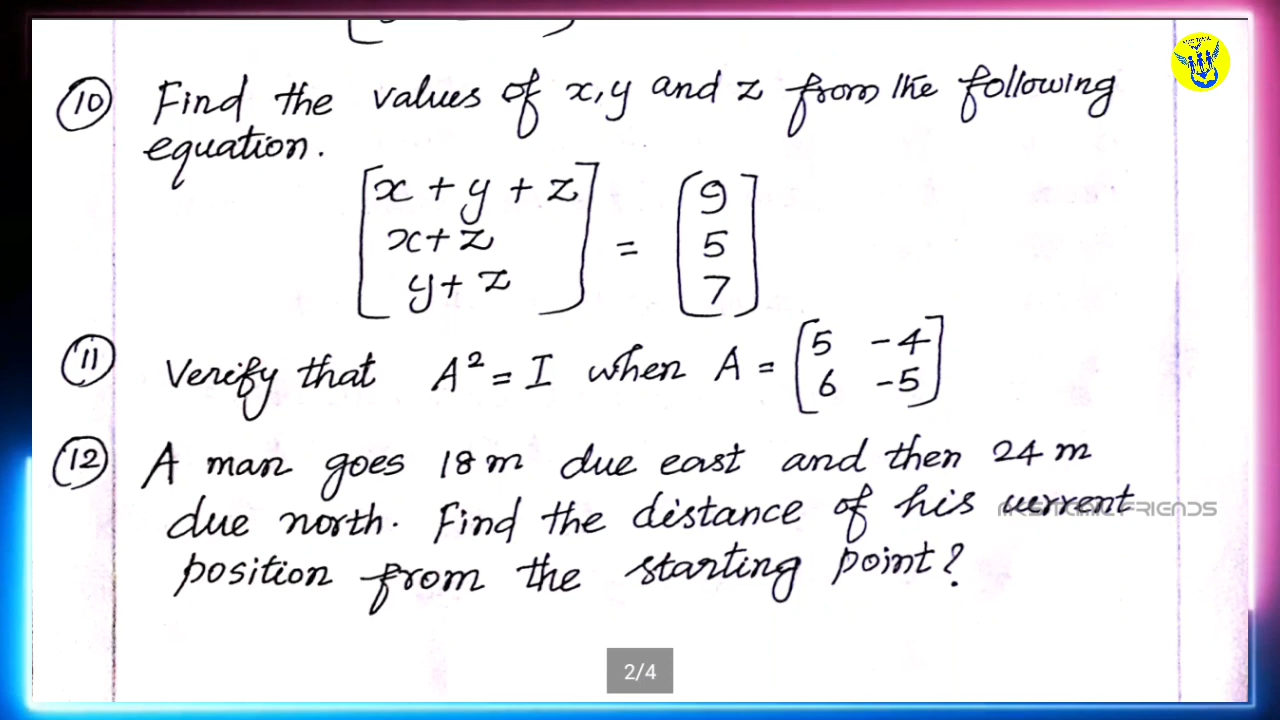 ⑩ Find the values of x, y and z from the following
equation.
[x + y + z] [9]
[x + z] = [5]
[y + z] [7]
⑪ Verify that A² = I when A = [5 -4]
[6 -5]
⑫ A man goes 18 m due east and then 24 m
due north. Find the distance of his current
position from the starting point?
FRIENDS
2/4